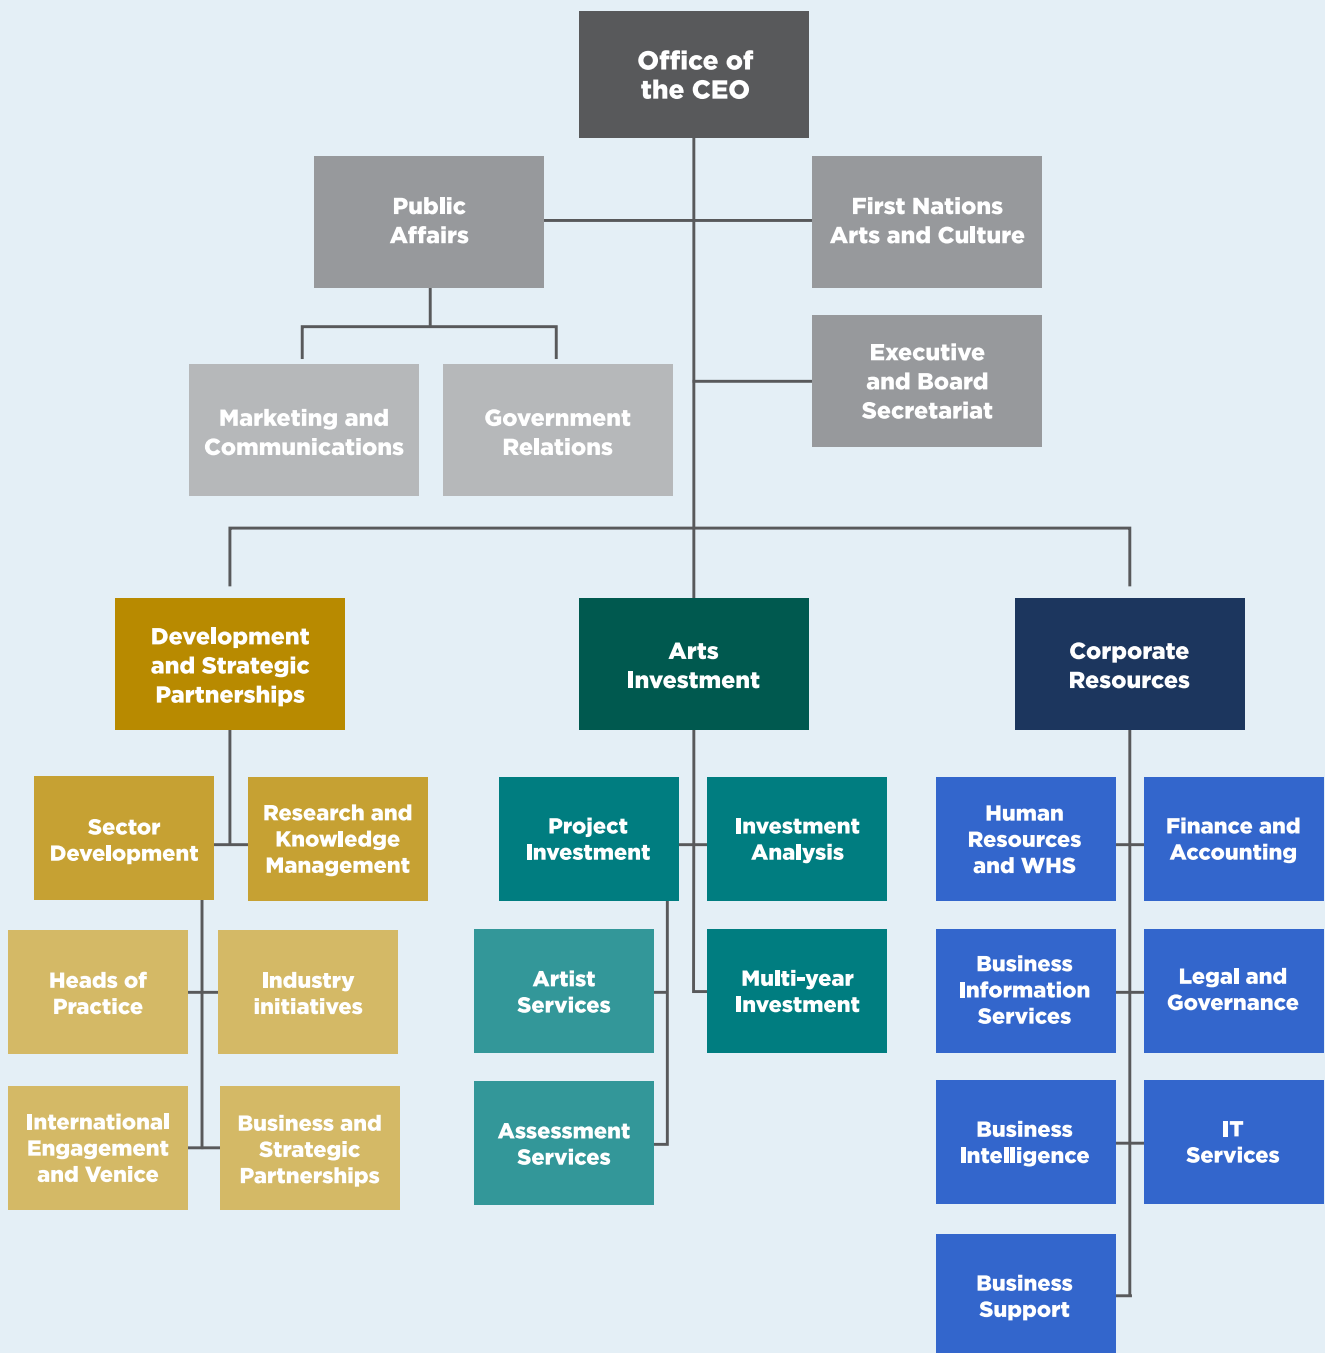 Office of
the CEO
Public
Affairs
First Nations
Arts and Culture
Executive
and Board
Secretariat
Marketing and
Communications
Government
Relations
Development
and Strategic
Partnerships
Arts
Investment
Corporate
Resources
Sector
Development
Research and
Knowledge
Management
Project
Investment
Investment
Analysis
Human
Resources
and WHS
Finance and
Accounting
Heads of
Practice
Industry
initiatives
Artist
Services
Multi-year
Investment
Business
Information
Services
Legal and
Governance
International
Engagement
and Venice
Business and
Strategic
Partnerships
Assessment
Services
Business
Intelligence
IT
Services
Business
Support